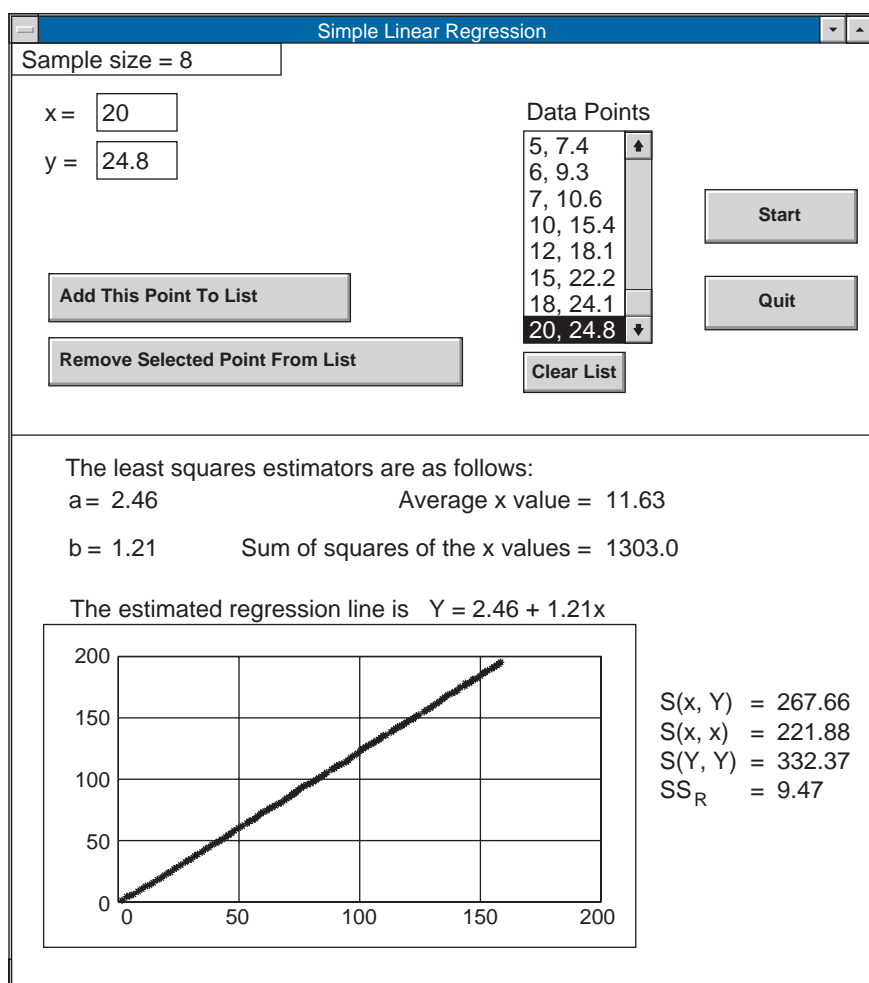 Simple Linear Regression
Sample size = 8
x = 20
y = 24.8
Data Points
5, 7.4
6, 9.3
7, 10.6
10, 15.4
12, 18.1
15, 22.2
18, 24.1
20, 24.8
Start
Quit
Add This Point To List
Remove Selected Point From List
Clear List
The least squares estimators are as follows:
a = 2.46 Average x value = 11.63
b = 1.21 Sum of squares of the x values = 1303.0
The estimated regression line is Y = 2.46 + 1.21x
200
150
100
50
0
0 50 100 150 200
S(x, Y) = 267.66
S(x, x) = 221.88
S(Y, Y) = 332.37
SS_R = 9.47